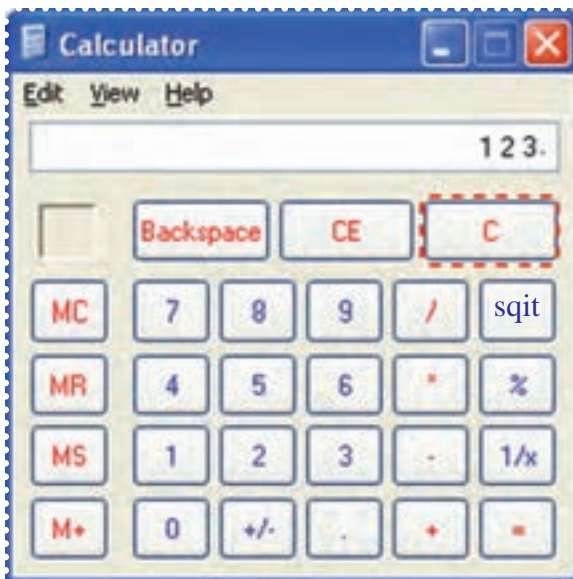 Calculator
Edit View Help
123.
Backspace CE C
MC 7 8 9 / sqit
MR 4 5 6 * %
MS 1 2 3 - 1/x
M+ 0 +/- . + =